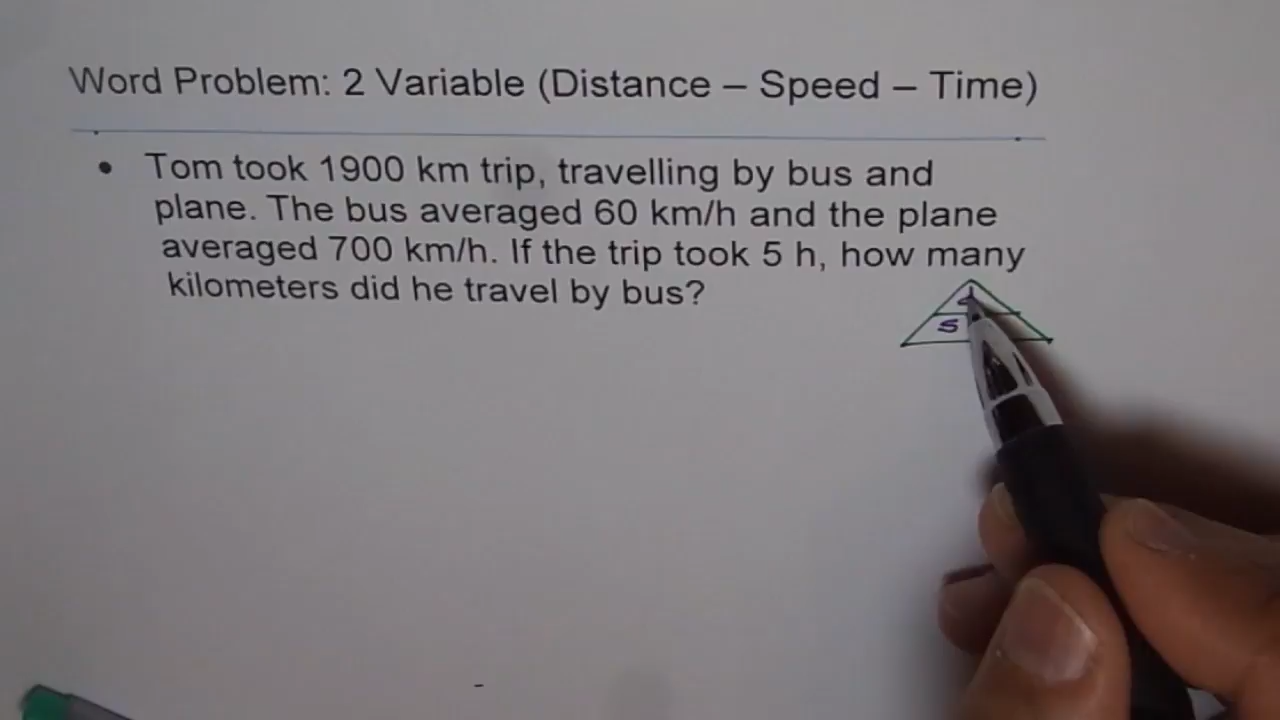 Word Problem: 2 Variable (Distance – Speed – Time)
• Tom took 1900 km trip, travelling by bus and
plane. The bus averaged 60 km/h and the plane
averaged 700 km/h. If the trip took 5 h, how many
kilometers did he travel by bus?
S